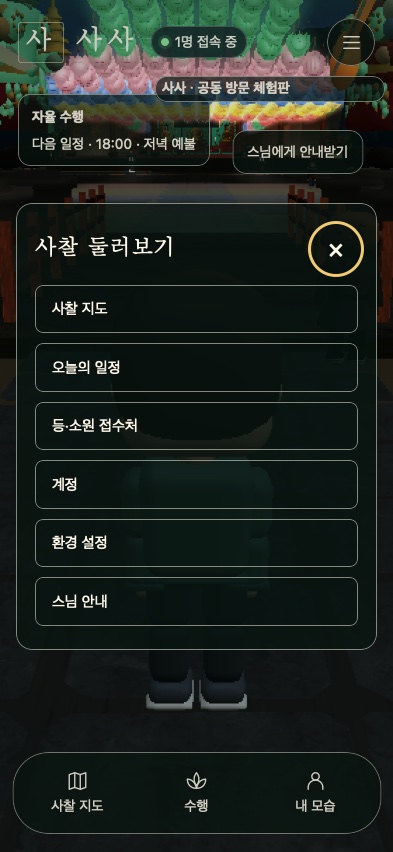 사 사사
1명 접속 중
사사 · 공동 방문 체험판
자율 수행
다음 일정 · 18:00 · 저녁 예불
스님에게 안내받기
사찰 둘러보기
사찰 지도
오늘의 일정
등·소원 접수처
계정
환경 설정
스님 안내
사찰 지도
수행
내 모습